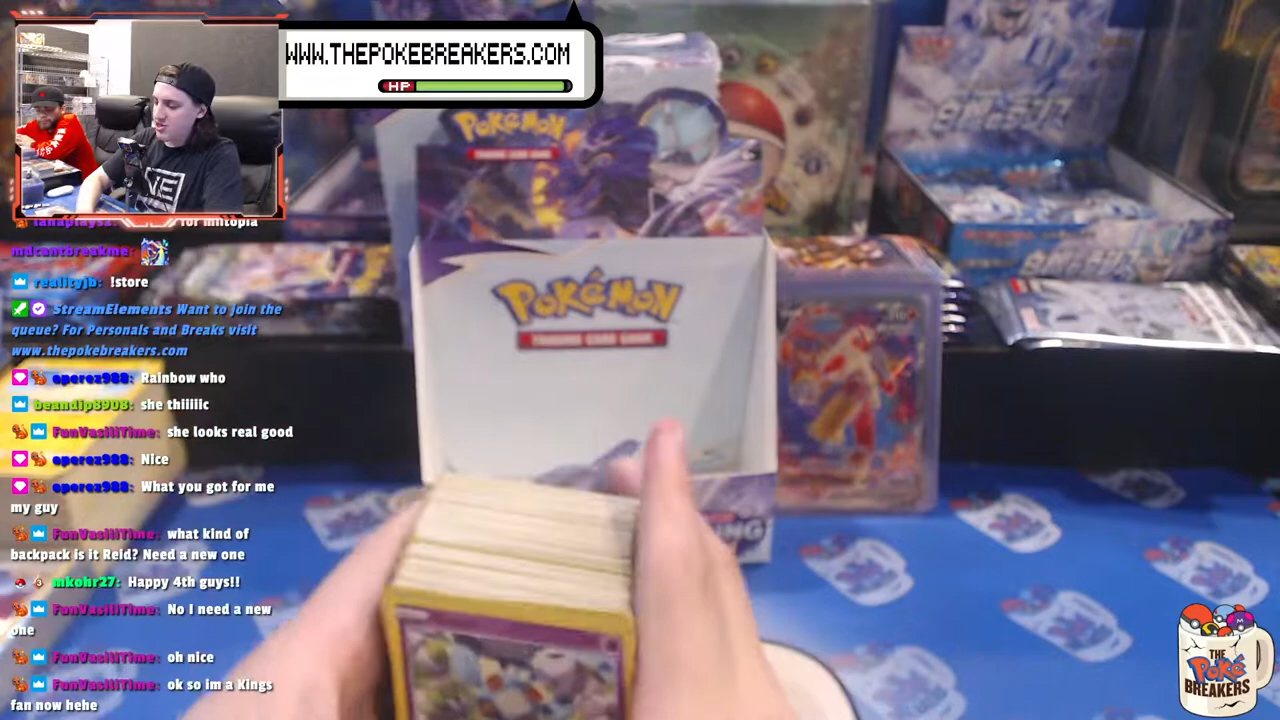 WWW.THEPOKEBREAKERS.COM
HP
for miitopia
mdcantbreakme:
realityjb: !store
StreamElements Want to join the
queue? For Personals and Breaks visit
www.thepokebreakers.com
eperez988: Rainbow who
beandip8908: she thiiiiic
FunVasiliTime: she looks real good
eperez988: Nice
eperez988: What you got for me
my guy
FunVasiliTime: what kind of
backpack is it Reid? Need a new one
mkohr27: Happy 4th guys!!
FunVasiliTime: No I need a new
one
FunVasiliTime: oh nice
FunVasiliTime: ok so im a Kings
fan now hehe
Pokémon
TRADING CARD GAME
Pokémon
TRADING CARD GAME
THE
Poké
BREAKERS